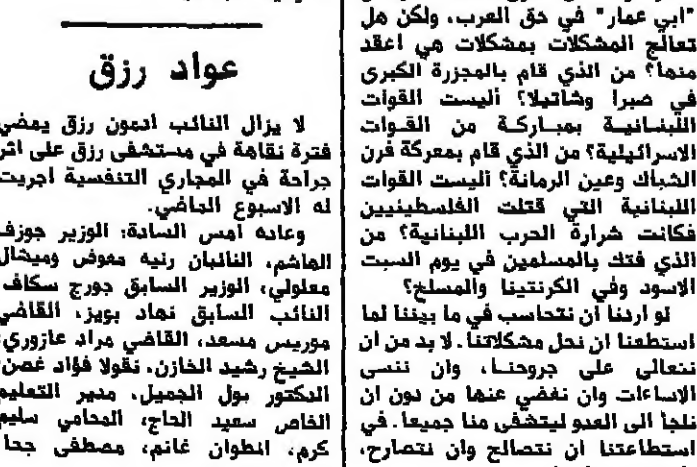 "ابي عمار" في حق العرب، ولكن هل
تعالج المشكلات بمشكلات هي اعقد
منها؟ من الذي قام بالمجزرة الكبرى
في صبرا وشاتيلا؟ أليست القوات
اللبنانية بمباركة من القوات
الاسرائيلية؟ من الذي قام بمعركة فرن
الشباك وعين الرمانة؟ أليست القوات
اللبنانية التي قتلت الفلسطينيين
فكانت شرارة الحرب اللبنانية؟ من
الذي فتك بالمسلمين في يوم السبت
الاسود وفي الكرنتينا والمسلخ؟
لو اردنا ان نتحاسب في ما بيننا لما
استطعنا ان نحل مشكلاتنا. لا بد من ان
نتعالى على جروحنا، وان ننسى
الاساءات وان نغضي عنها من دون ان
نلجأ الى العدو ليتشفى منا جميعا. في
استطاعتنا ان نتصالح وان نتصارح،
عواد رزق
لا يزال النائب ادمون رزق يمضي
فترة نقاهة في مستشفى رزق على اثر
جراحة في المجاري التنفسية اجريت
له الاسبوع الماضي.
وعاده امس السادة: الوزير جوزف
الهاشم، النائبان رنيه معوض وميشال
معلولي، الوزير السابق جورج سكاف،
النائب السابق نهاد بويز، القاضي
موريس مسعد، القاضي مراد عازوري،
الشيخ رشيد الخازن، نقولا فؤاد غصن،
الدكتور بول الجميل، مدير التعليم
الخاص سعيد الحاج، المحامي سليم
كرم، المطوان غانم، مصطفى جحا